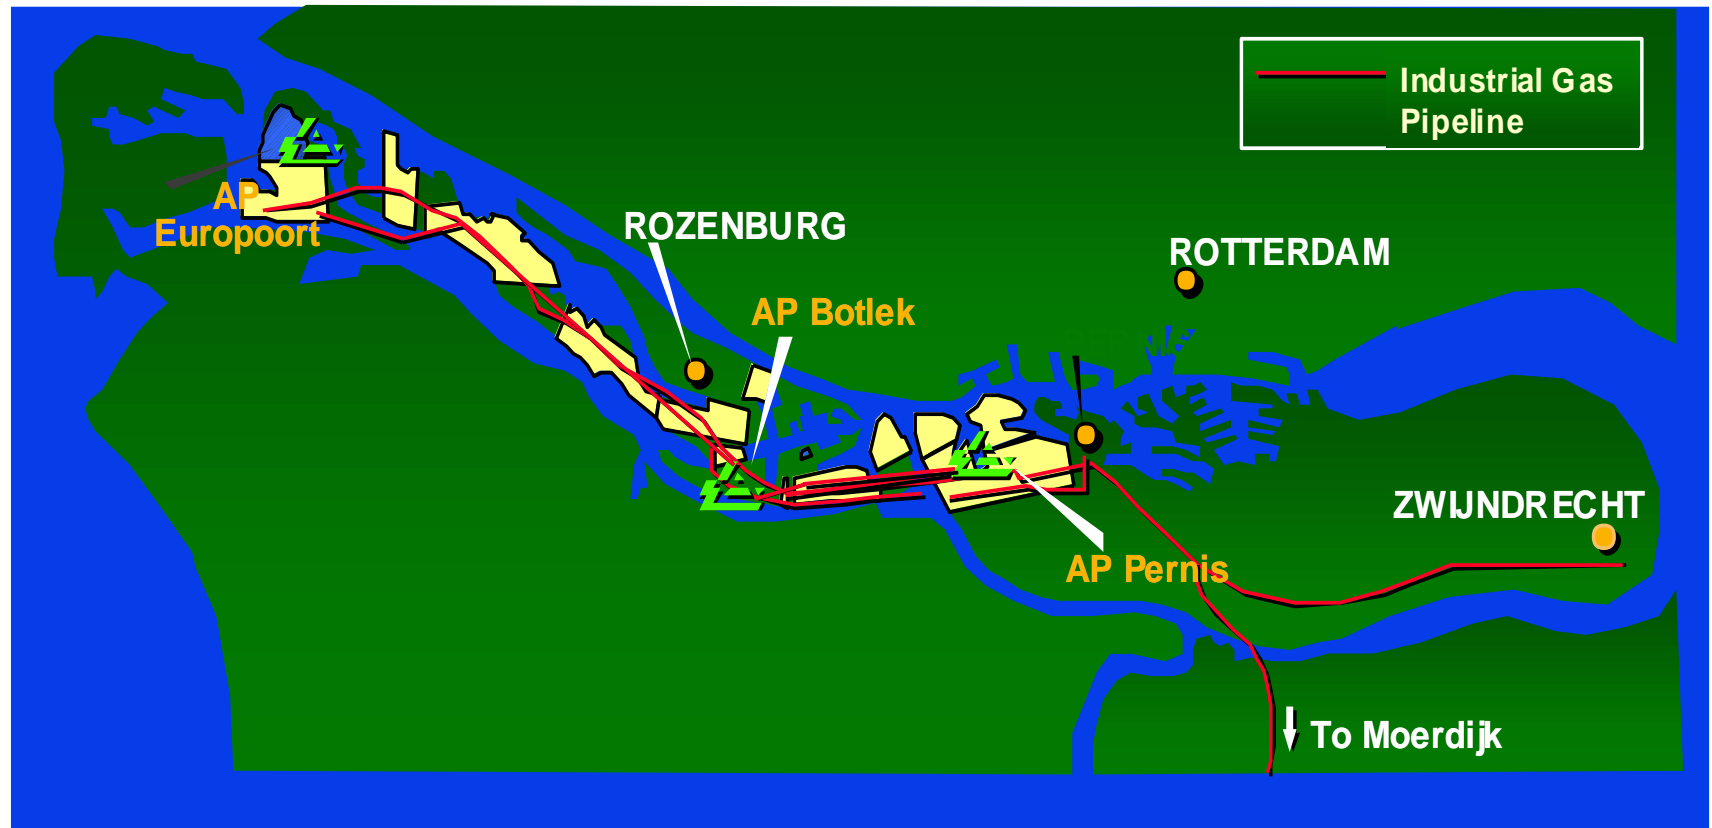 Industrial Gas
Pipeline
AP
Europoort
ROZENBURG
ROTTERDAM
AP Botlek
ZWIJNDRECHT
AP Pernis
To Moerdijk